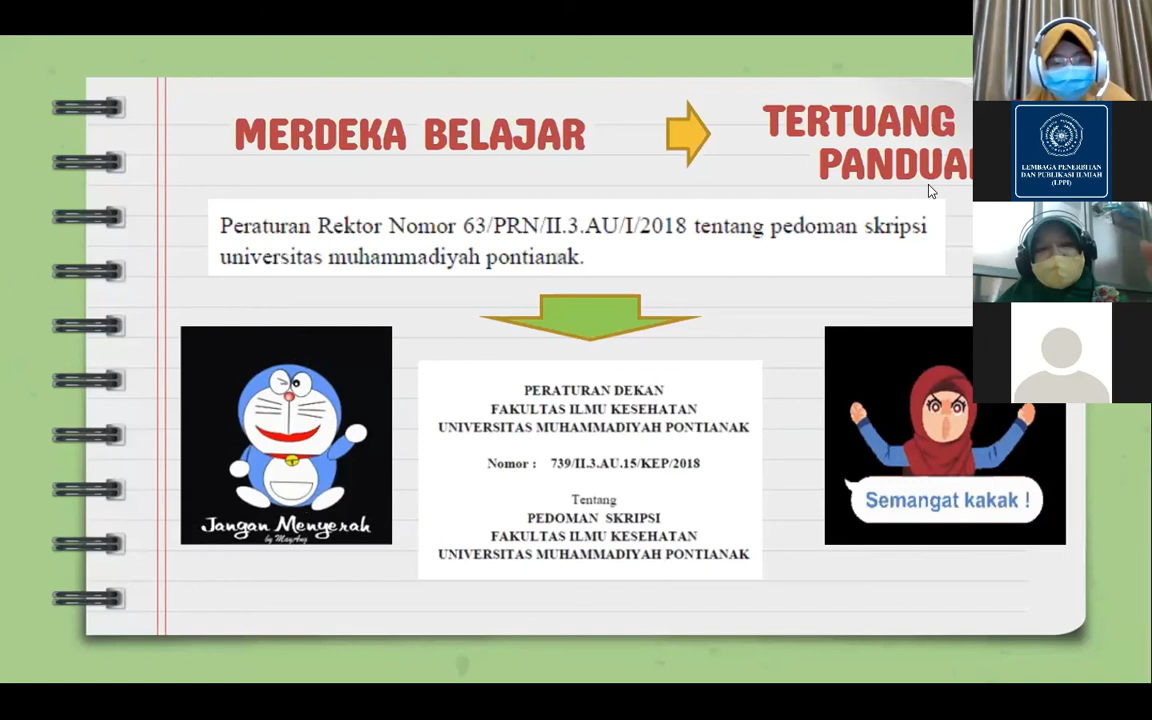 MERDEKA BELAJAR
TERTUANG
Peraturan Rektor Nomor 63/PRN/II.3.AU/I/2018 tentang pedoman skripsi
universitas muhammadiyah pontianak.
PERATURAN DEKAN
FAKULTAS ILMU KESEHATAN
UNIVERSITAS MUHAMMADIYAH PONTIANAK
Nomor : 739/II.3.AU.15/KEP/2018
Tentang
PEDOMAN SKRIPSI
FAKULTAS ILMU KESEHATAN
UNIVERSITAS MUHAMMADIYAH PONTIANAK
Jangan Menyerah
by MayAng
Semangat kakak !
LEMBAGA PENERBITAN
DAN PUBLIKASI ILMIAH
(LPPI)